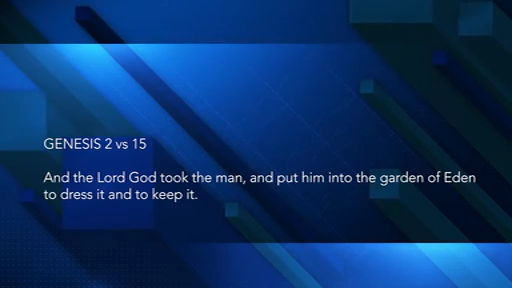 GENESIS 2 vs 15
And the Lord God took the man, and put him into the garden of Eden
to dress it and to keep it.